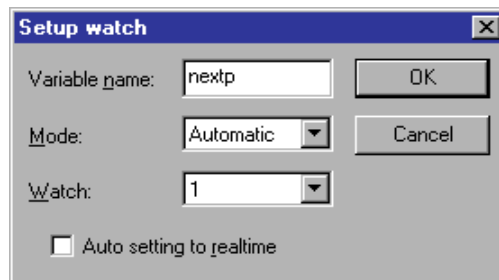 Setup watch
Variable name: nextp OK
Mode: Automatic Cancel
Watch: 1
Auto setting to realtime